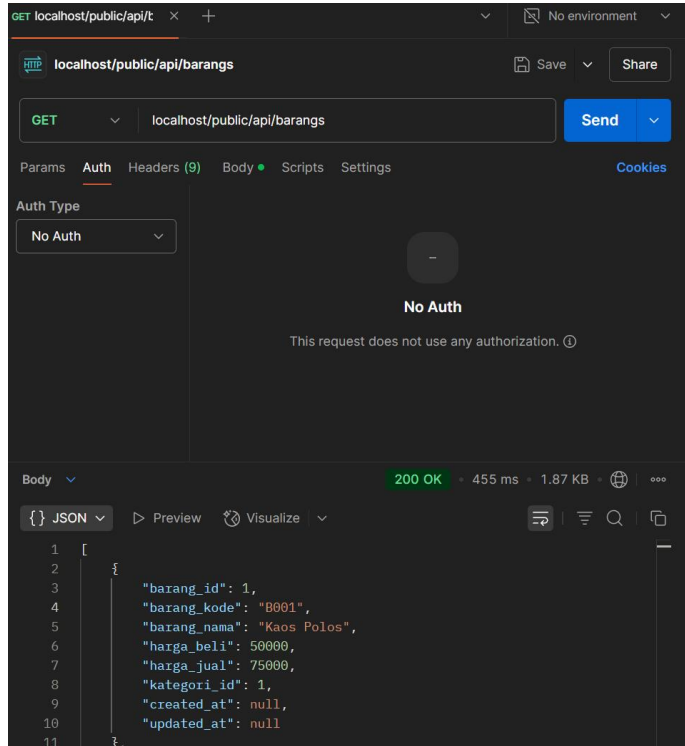 GET localhost/public/api/t
No environment
HTTP localhost/public/api/barangs
Save
Share
GET
localhost/public/api/barangs
Send
Params Auth Headers (9) Body Scripts Settings
Cookies
Auth Type
No Auth
No Auth
This request does not use any authorization.
Body
200 OK 455 ms 1.87 KB
{} JSON Preview Visualize
1 [
2 {
3 "barang_id": 1,
4 "barang_kode": "B001",
5 "barang_nama": "Kaos Polos",
6 "harga_beli": 50000,
7 "harga_jual": 75000,
8 "kategori_id": 1,
9 "created_at": null,
10 "updated_at": null
11 },